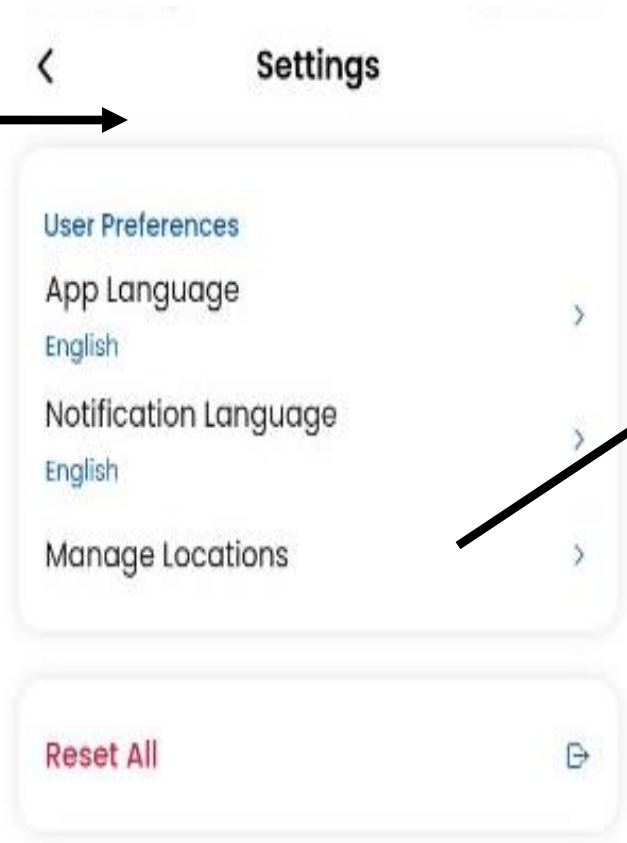 Settings
User Preferences
App Language
English
Notification Language
English
Manage Locations
Reset All